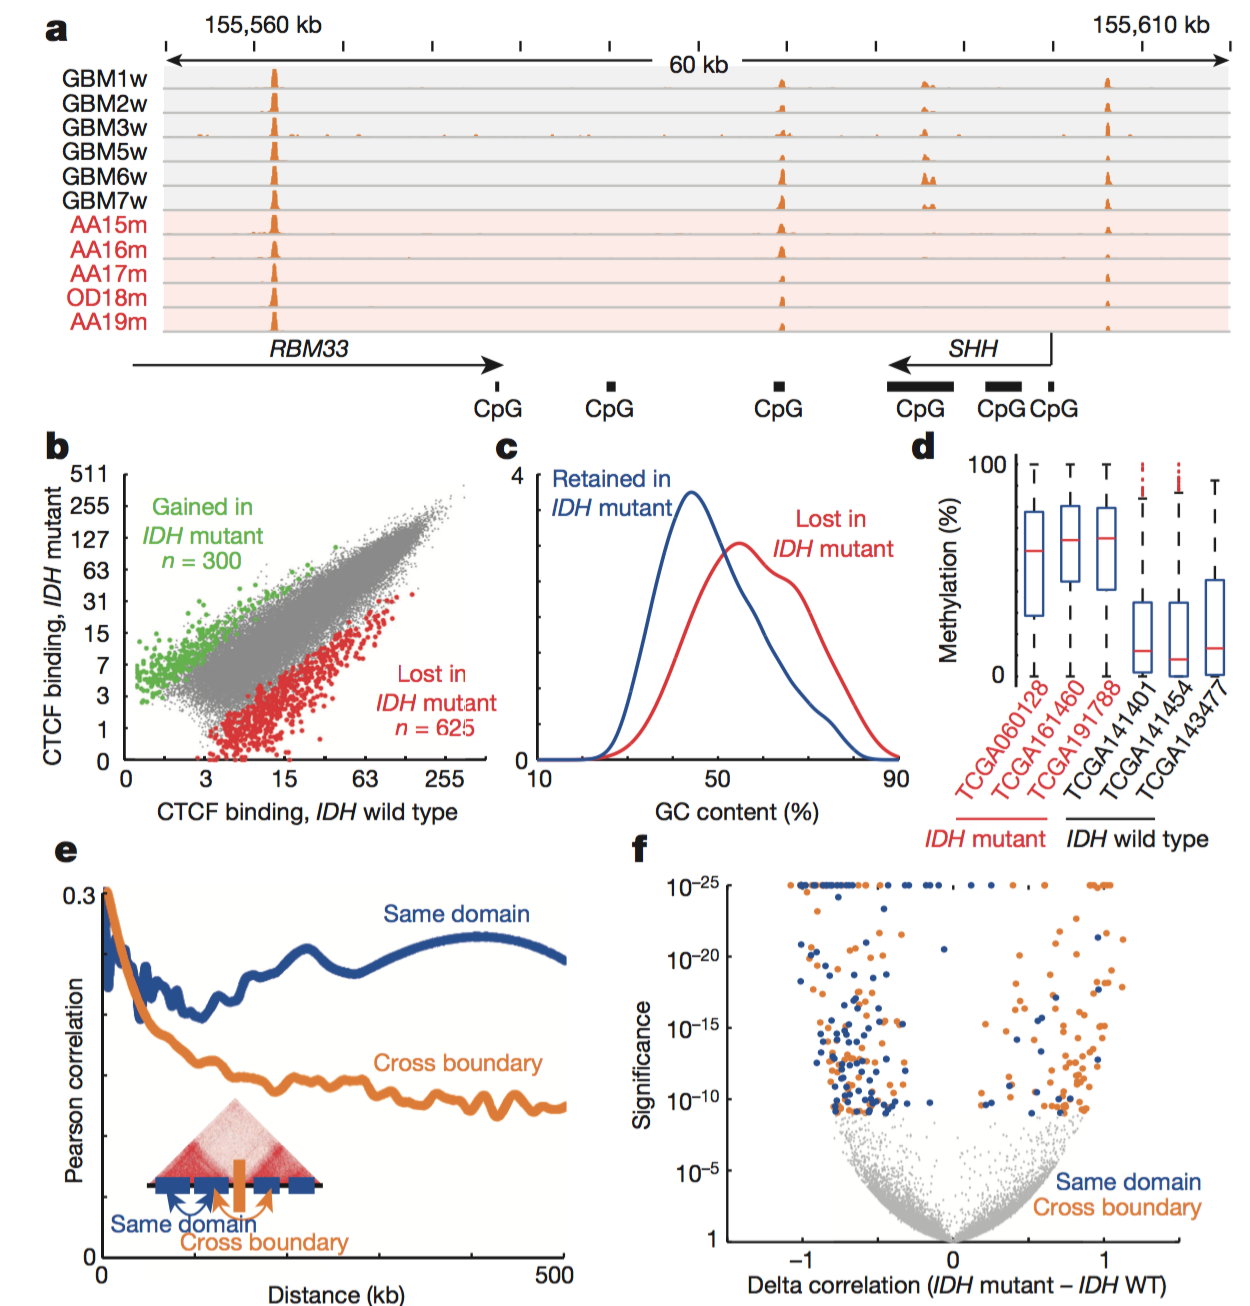 a
155,560 kb 155,610 kb
60 kb
GBM1w
GBM2w
GBM3w
GBM5w
GBM6w
GBM7w
AA15m
AA16m
AA17m
OD18m
AA19m
RBM33 SHH
CpG CpG CpG CpG CpG CpG
b
CTCF binding, IDH mutant
511
255
127
63
31
15
7
3
1
0
Gained in
IDH mutant
n = 300
Lost in
IDH mutant
n = 625
0 3 15 63 255
CTCF binding, IDH wild type
c
4
0
Retained in
IDH mutant
Lost in
IDH mutant
10 50 90
GC content (%)
d
Methylation (%)
100
0
TCGA060128
TCGA161460
TCGA191788
TCGA141401
TCGA141454
TCGA143477
IDH mutant IDH wild type
e
Pearson correlation
0.3
0
Same domain
Cross boundary
Same domain
Cross boundary
0 500
Distance (kb)
f
Significance
10–25
10–20
10–15
10–10
10–5
1
Same domain
Cross boundary
–1 0 1
Delta correlation (IDH mutant – IDH WT)